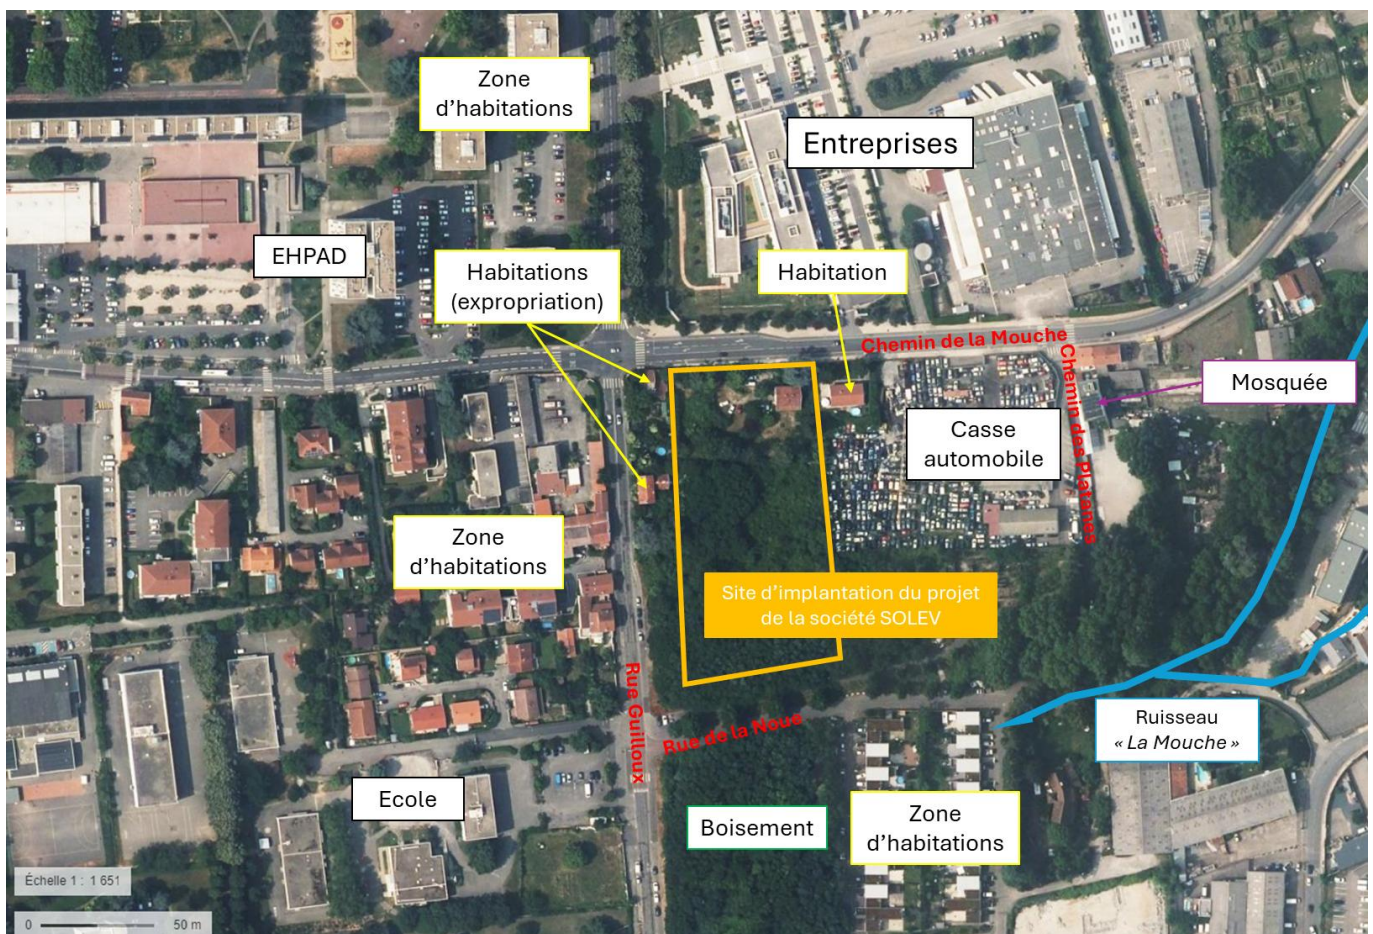 Zone
d’habitations
Entreprises
EHPAD
Habitations
(expropriation)
Habitation
Chemin de la Mouche
Chemin des Platanes
Mosquée
Casse
automobile
Zone
d’habitations
Site d’implantation du projet
de la société SOLEV
Rue Guilloux
Rue de la Noue
Ruisseau
« La Mouche »
Ecole
Boisement
Zone
d’habitations
Échelle 1 : 1 651
0 50 m